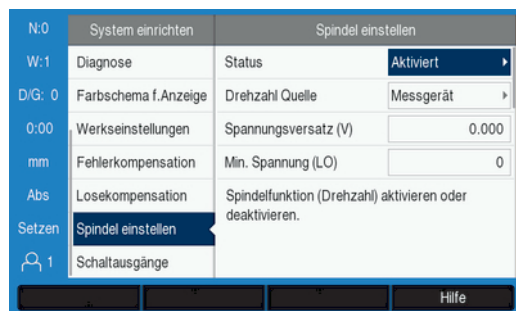 N:0
W:1
D/G: 0
0:00
mm
Abs
Setzen
1
System einrichten
Diagnose
Farbschema f.Anzeige
Werkseinstellungen
Fehlerkompensation
Losekompensation
Spindel einstellen
Schaltausgänge
Spindel einstellen
Status Aktiviert
Drehzahl Quelle Messgerät
Spannungsversatz (V) 0.000
Min. Spannung (LO) 0
Spindelfunktion (Drehzahl) aktivieren oder
deaktivieren.
Hilfe